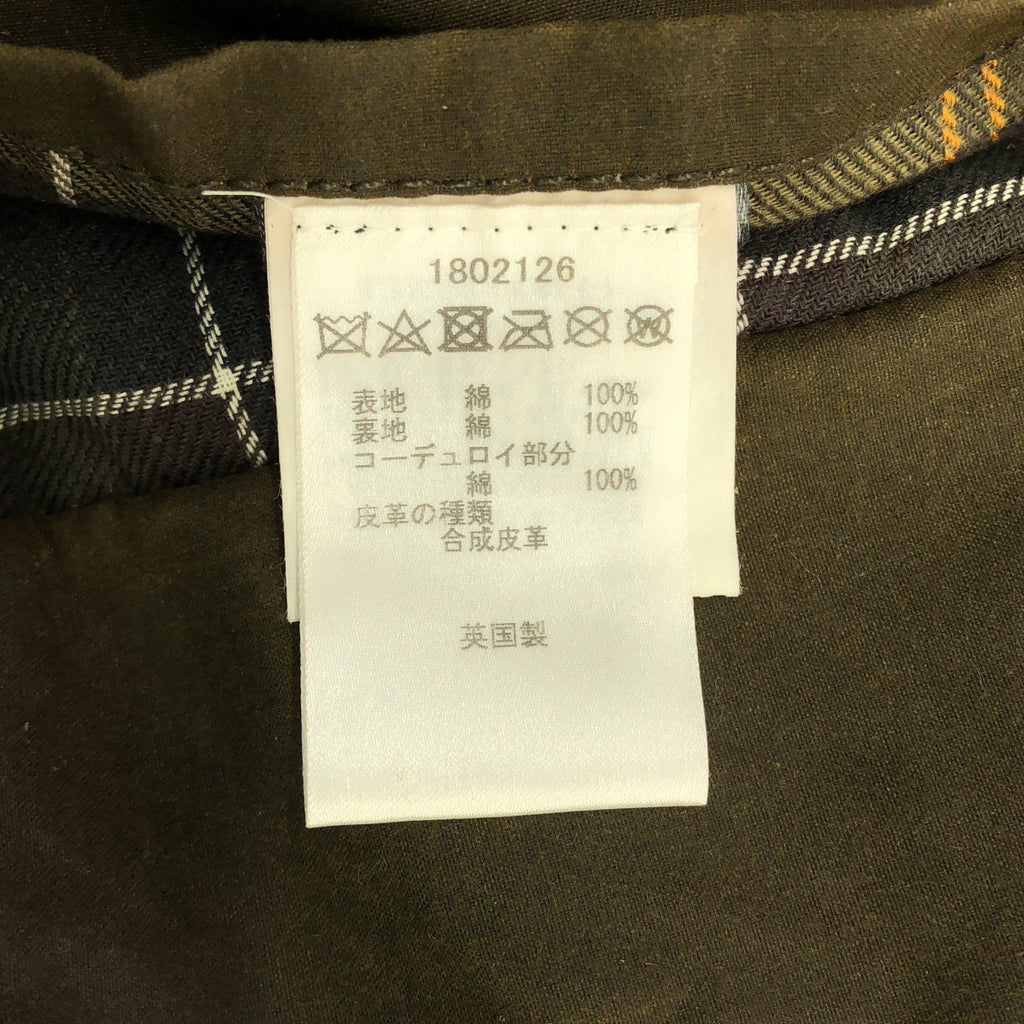 1802126
表地 綿 100%
裏地 綿 100%
コーデュロイ部分
綿 100%
皮革の種類
合成皮革
英国製